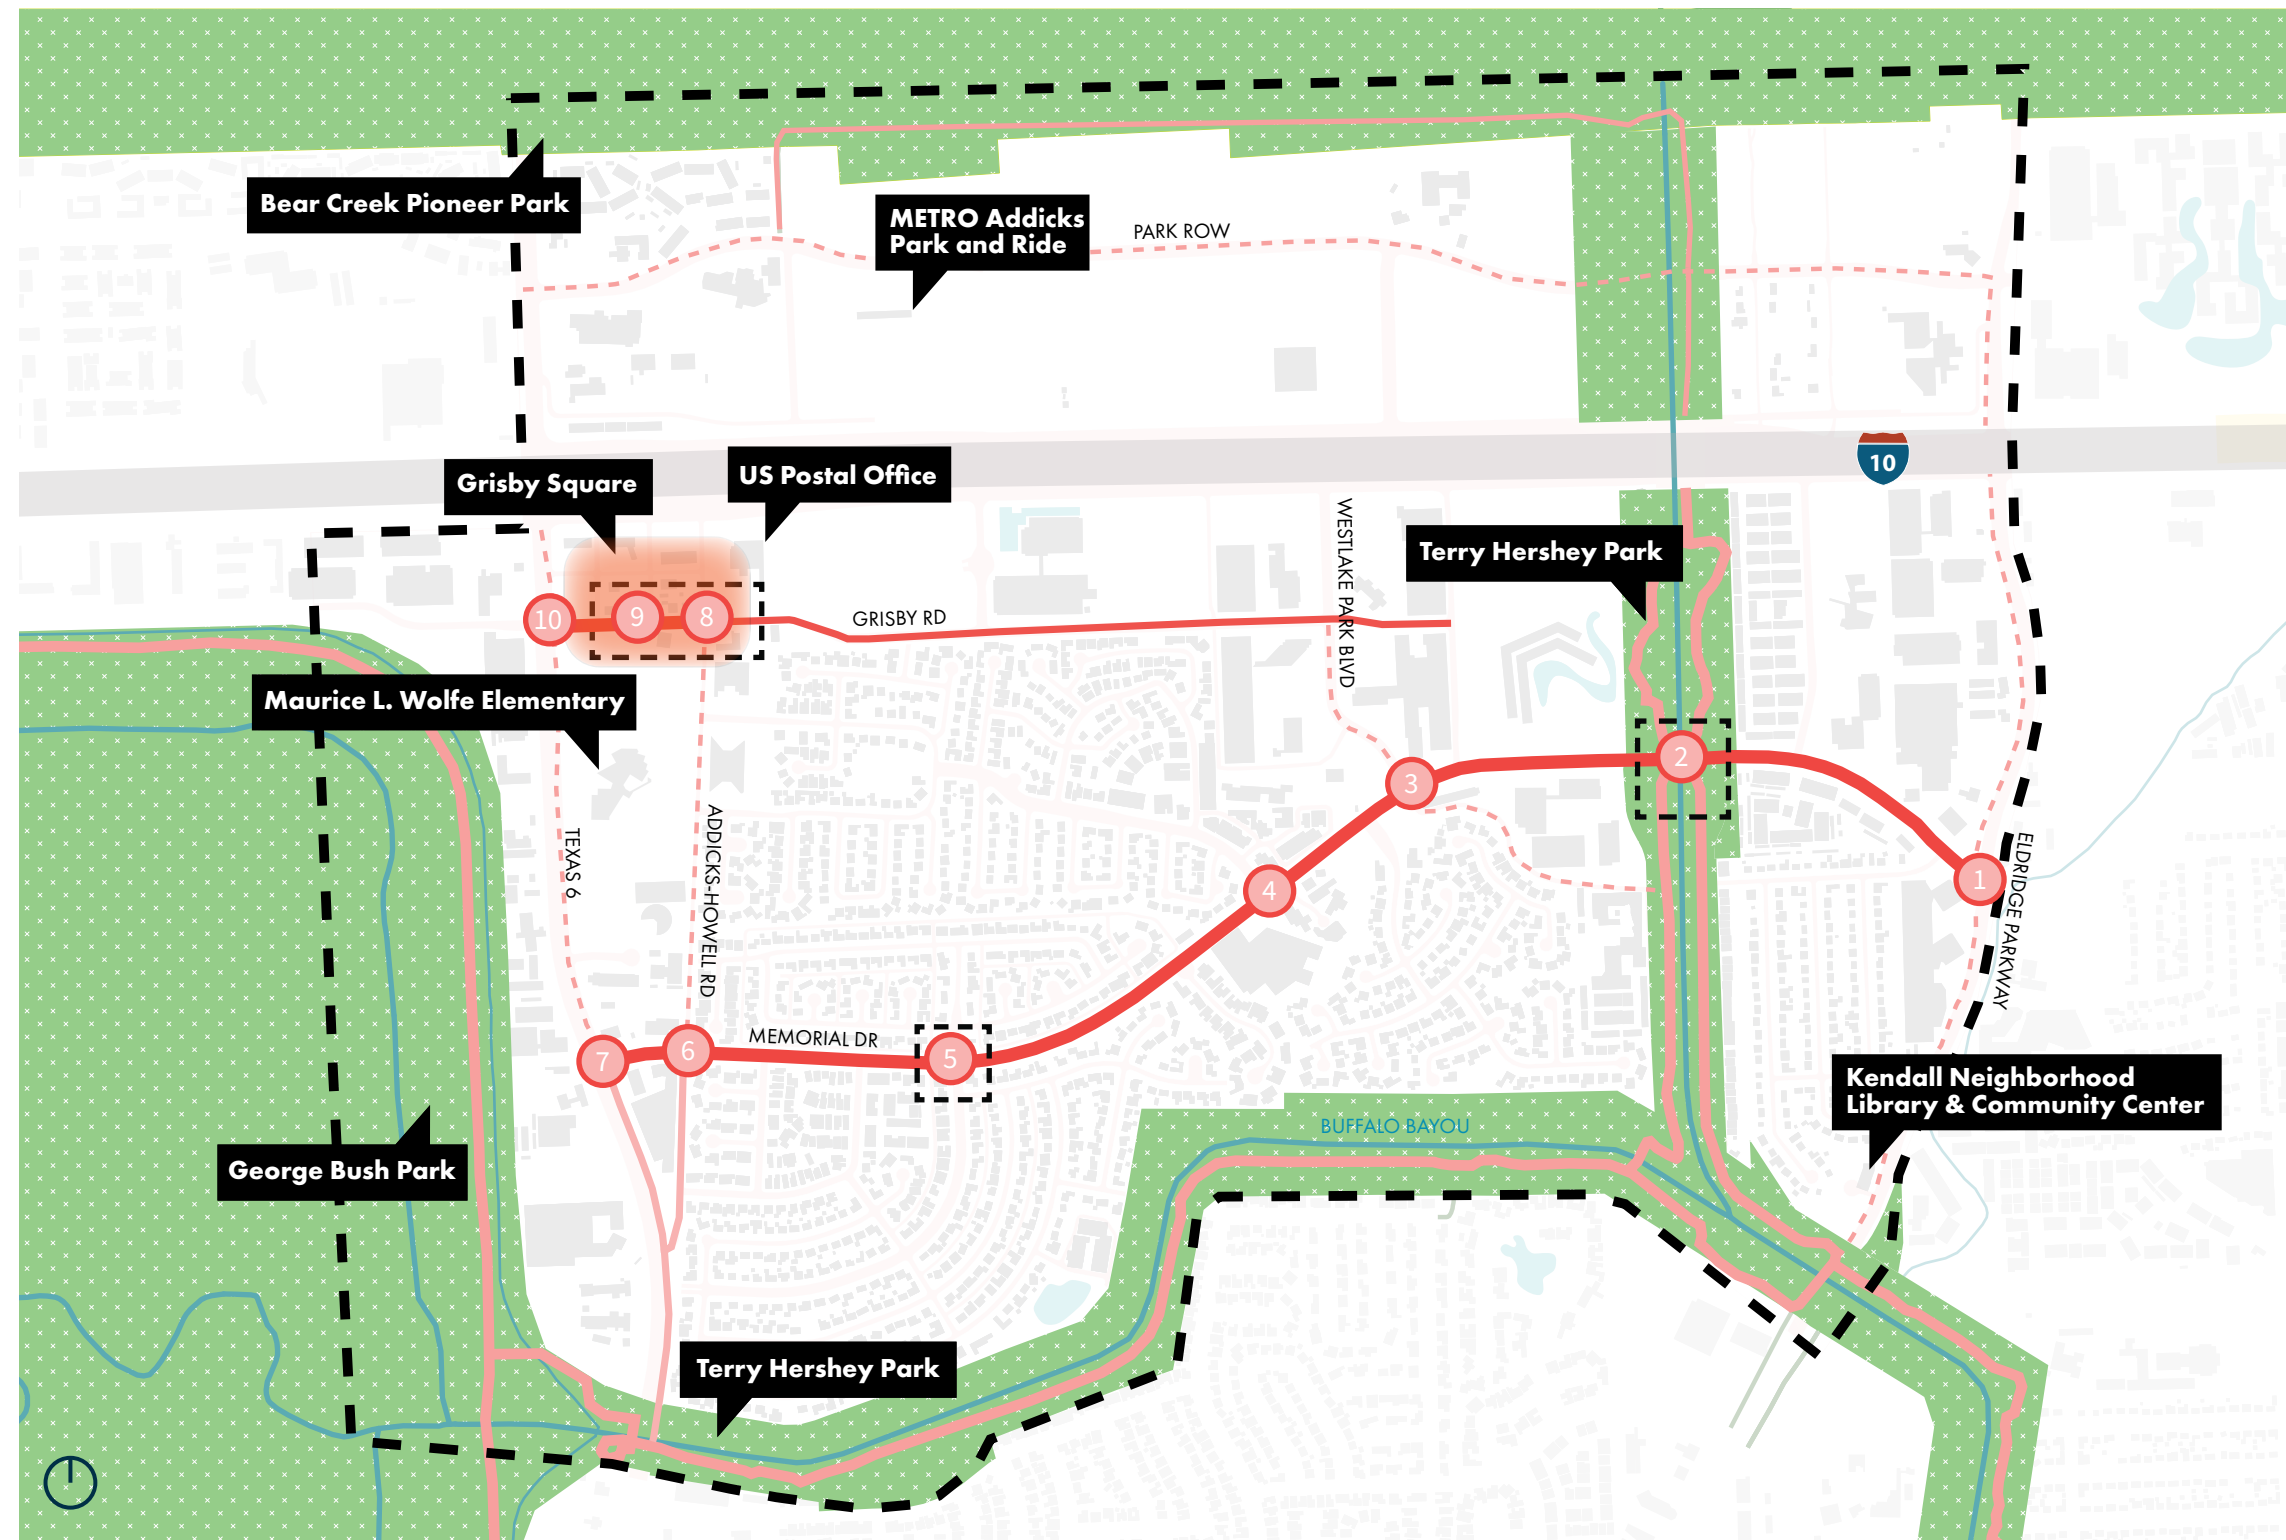 Bear Creek Pioneer Park
METRO Addicks
Park and Ride
PARK ROW
10
Grisby Square
US Postal Office
WESTLAKE PARK BLVD
Terry Hershey Park
10
9
8
GRISBY RD
Maurice L. Wolfe Elementary
2
3
TEXAS 6
ADDICKS-HOWELL RD
4
1
ELDRIDGE PARKWAY
7
6
MEMORIAL DR
5
Kendall Neighborhood
Library & Community Center
BUFFALO BAYOU
George Bush Park
Terry Hershey Park